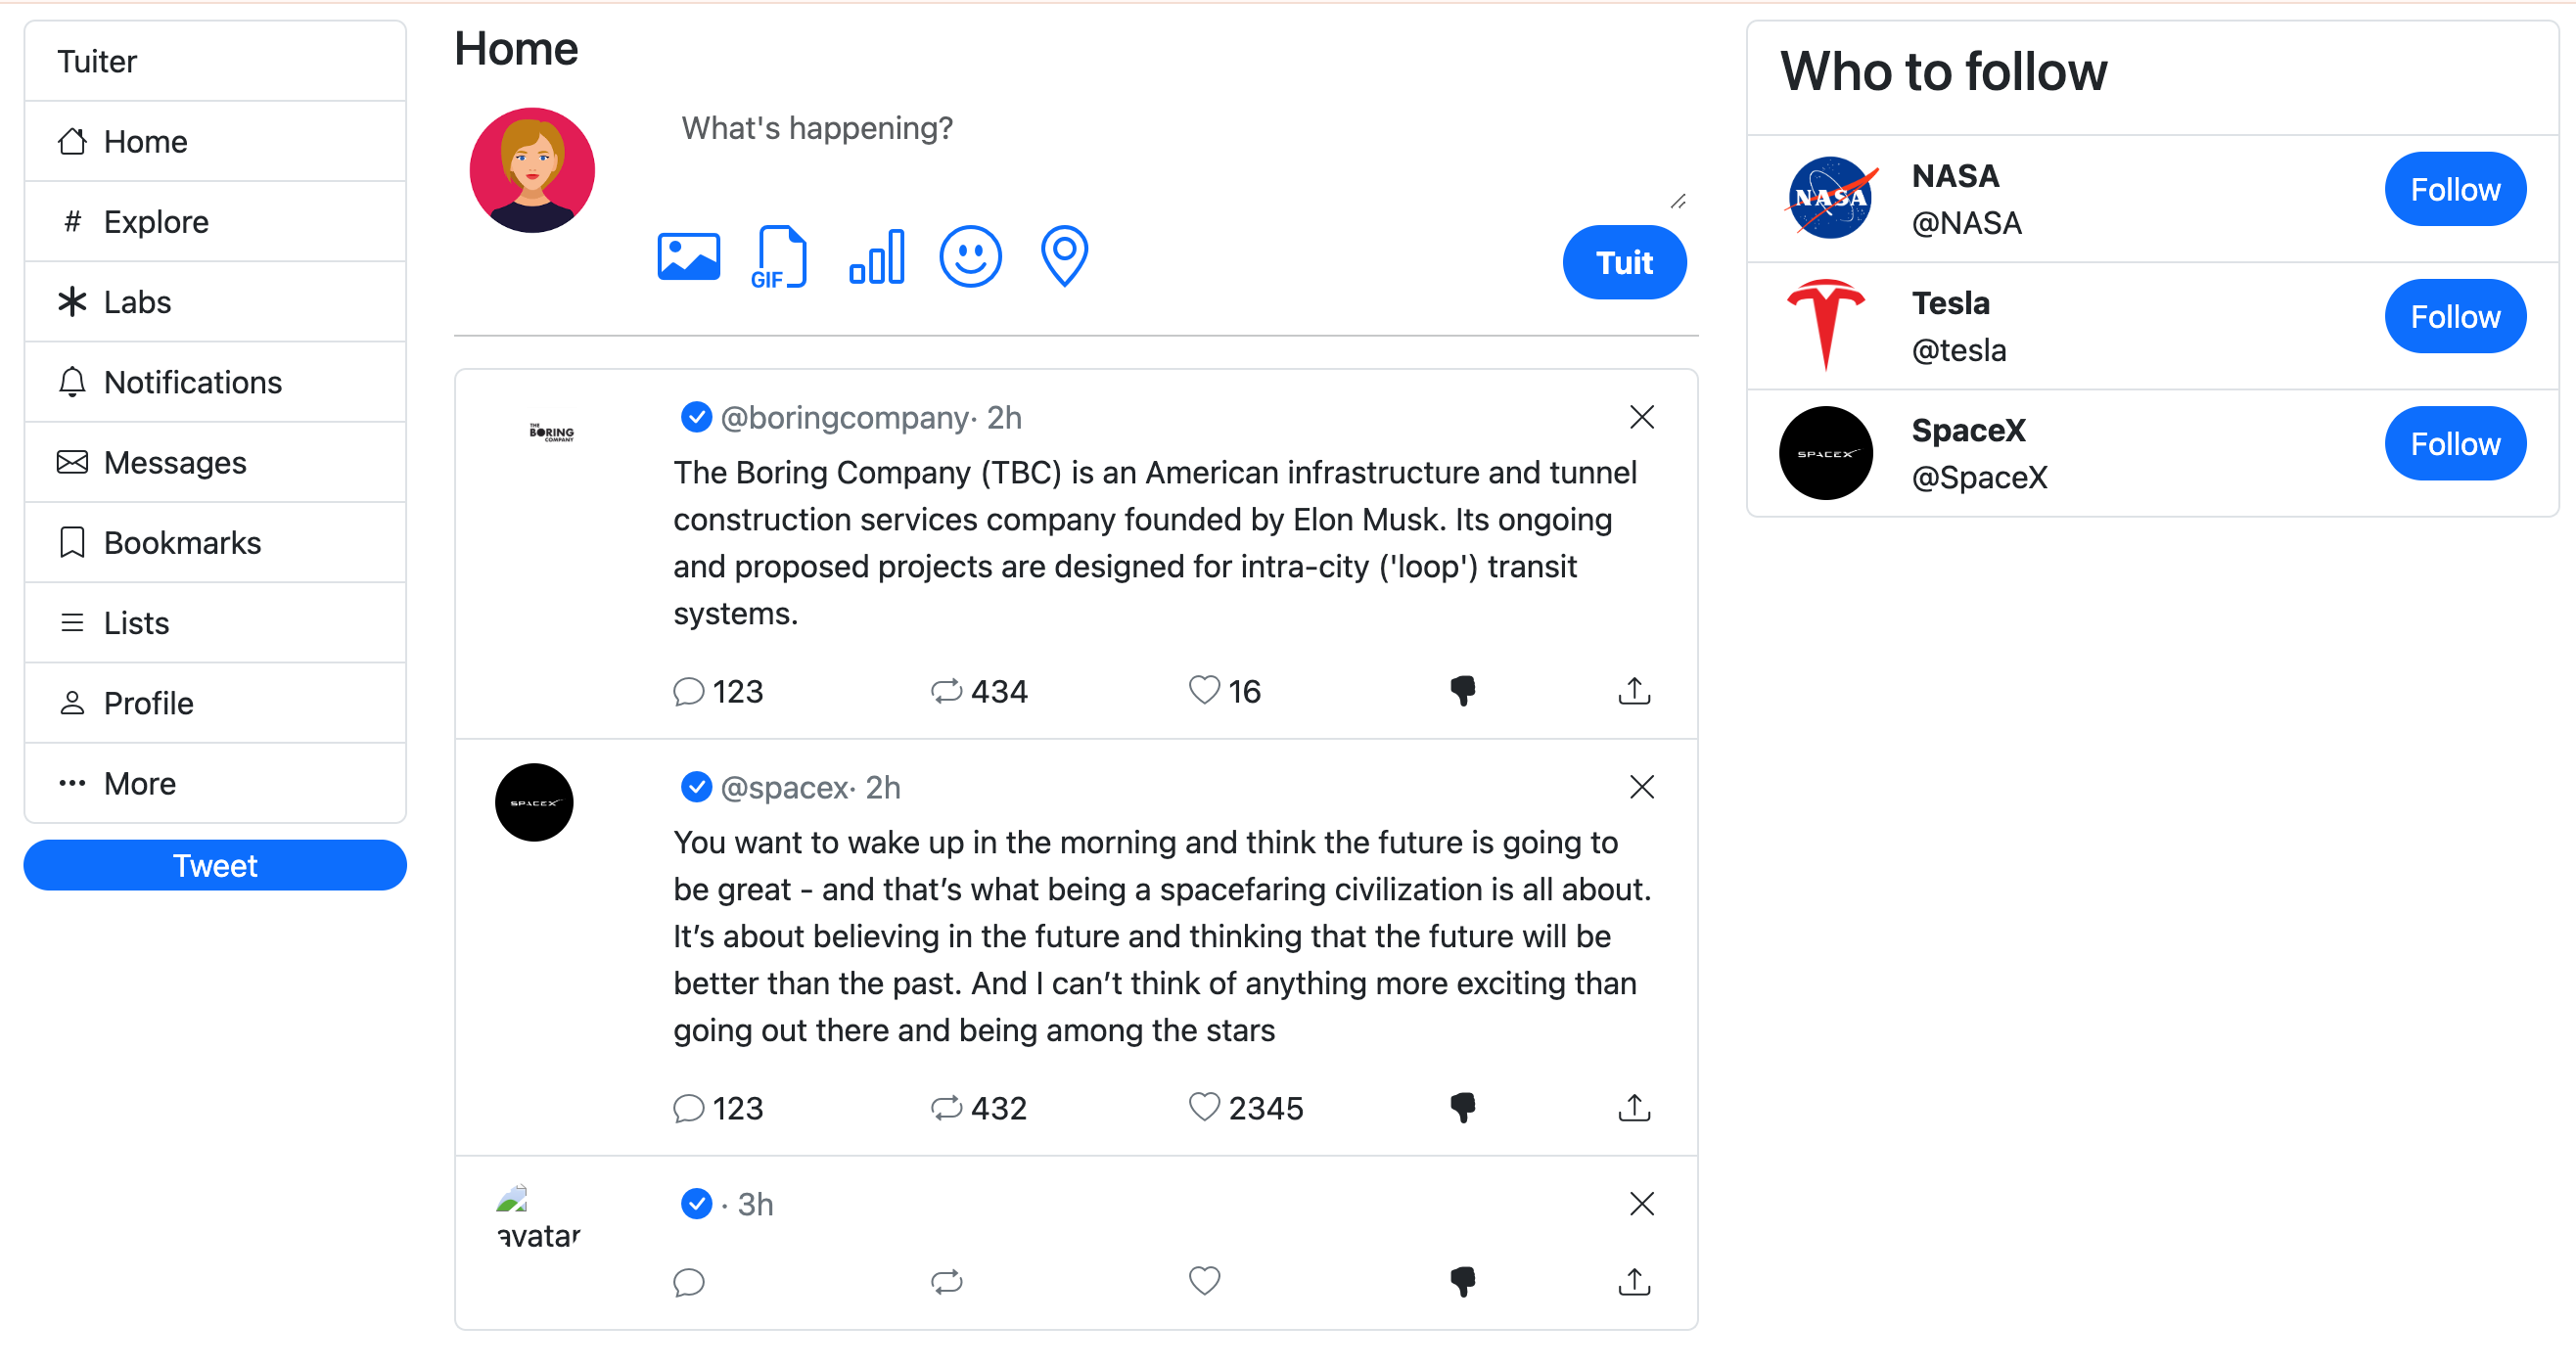 Tuiter
Home
# Explore
Labs
Notifications
Messages
Bookmarks
Lists
Profile
More
Tweet
Home
What's happening?
GIF
Tuit
THE
BORING
COMPANY
@boringcompany· 2h
The Boring Company (TBC) is an American infrastructure and tunnel
construction services company founded by Elon Musk. Its ongoing
and proposed projects are designed for intra-city ('loop') transit
systems.
123 434 16
SPACEX
@spacex· 2h
You want to wake up in the morning and think the future is going to
be great - and that’s what being a spacefaring civilization is all about.
It’s about believing in the future and thinking that the future will be
better than the past. And I can’t think of anything more exciting than
going out there and being among the stars
123 432 2345
avatar
· 3h
Who to follow
NASA
NASA
@NASA
Follow
Tesla
@tesla
Follow
SPACEX
SpaceX
@SpaceX
Follow